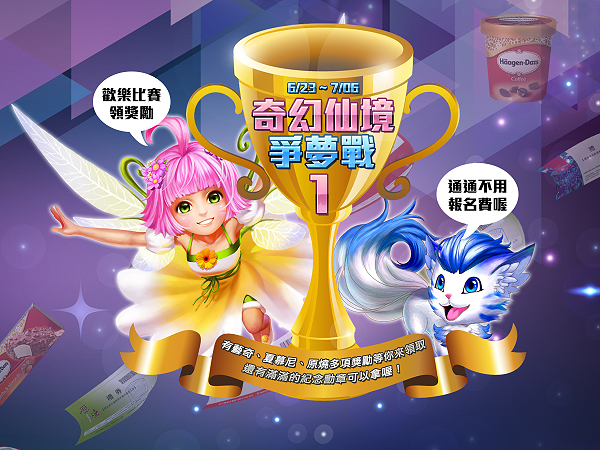 6/23 ~ 7/06
奇幻仙境
爭夢戰
1
歡樂比賽
領獎勵
通通不用
報名費喔
有藝奇、夏慕尼、原燒多項獎勵等你來領取
還有滿滿的紀念勳章可以拿喔！
Häagen-Dazs
Coffee
禮券